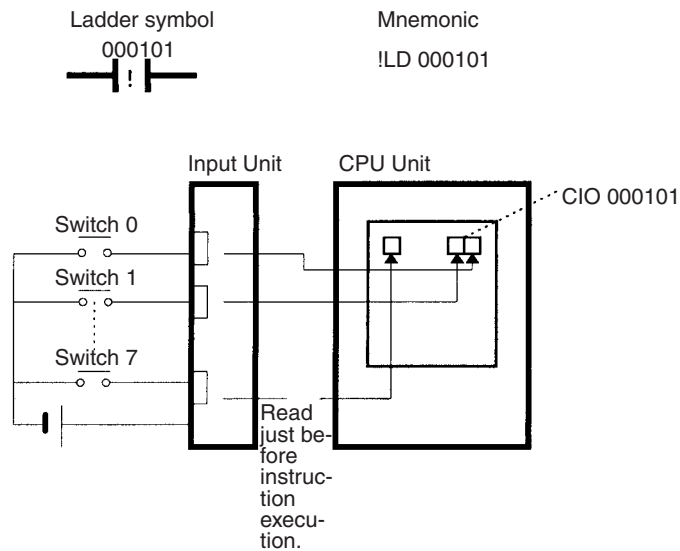 Ladder symbol
000101
!
Mnemonic
!LD 000101
Input Unit
CPU Unit
CIO 000101
Switch 0
Switch 1
Switch 7
Read
just be-
fore
instruc-
tion
execu-
tion.